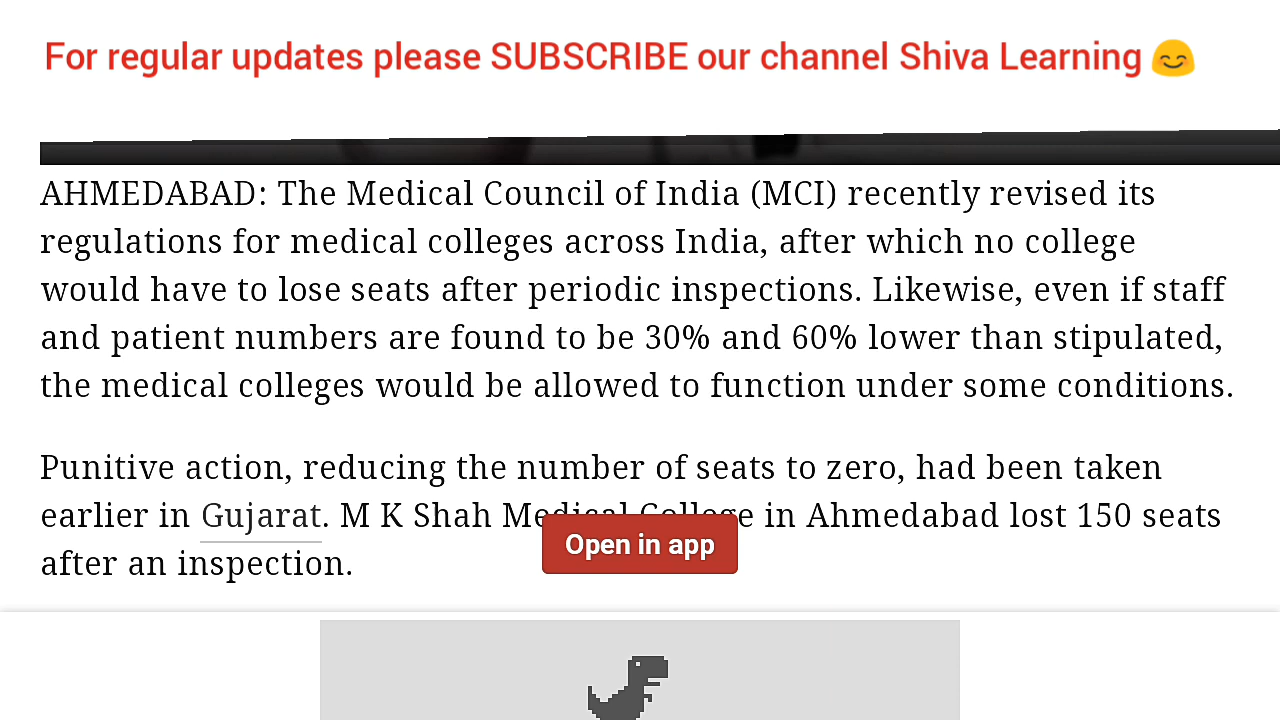 For regular updates please SUBSCRIBE our channel Shiva Learning 😊
AHMEDABAD: The Medical Council of India (MCI) recently revised its
regulations for medical colleges across India, after which no college
would have to lose seats after periodic inspections. Likewise, even if staff
and patient numbers are found to be 30% and 60% lower than stipulated,
the medical colleges would be allowed to function under some conditions.
Punitive action, reducing the number of seats to zero, had been taken
earlier in Gujarat. M K Shah Medical College in Ahmedabad lost 150 seats
Open in app
after an inspection.